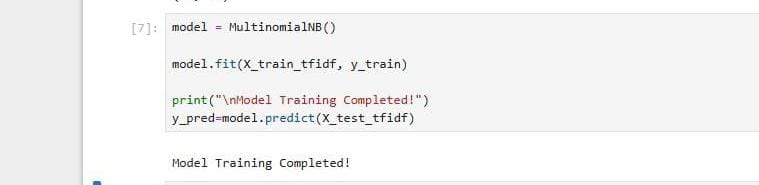 [7]: model = MultinomialNB()
model.fit(X_train_tfidf, y_train)
print("\nModel Training Completed!")
y_pred=model.predict(X_test_tfidf)
Model Training Completed!